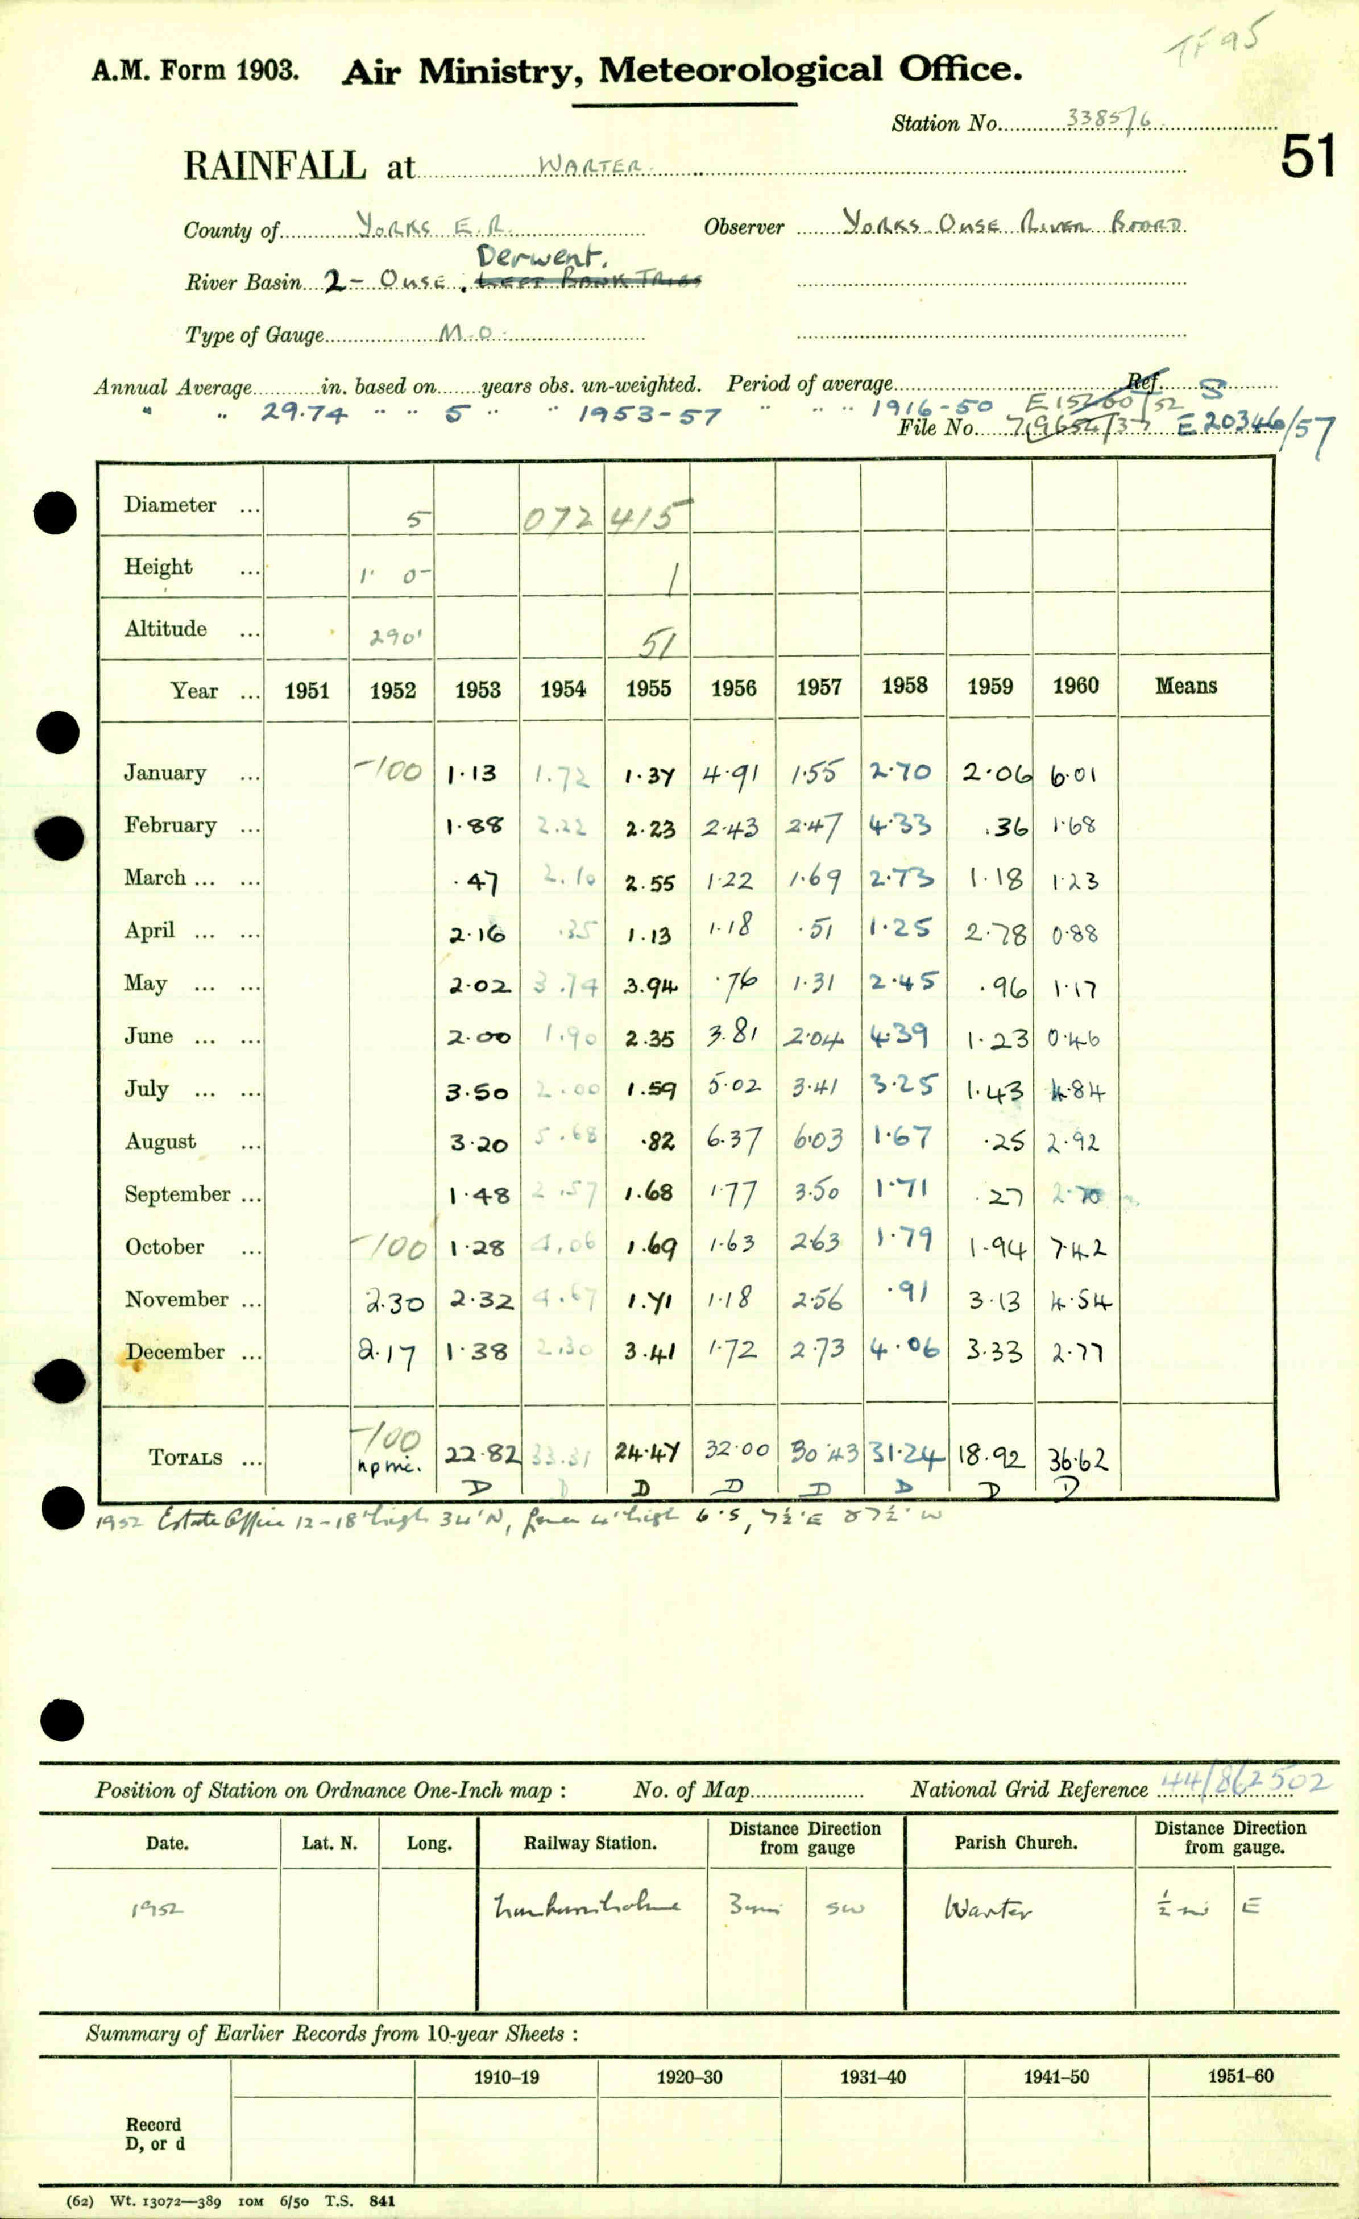 TF 95
A.M. Form 1903. Air Ministry, Meteorological Office.
Station No. 3385/6
51
RAINFALL at WARTER.
County of YORKS E.R. Observer YORKS OUSE RIVER BOARD
Derwent.
River Basin 2 - OUSE. LEFT BANK TRIBS
Type of Gauge M.O.
Annual Average in. based on years obs. un-weighted. Period of average Ref. S
" " 29.74 " " 5 " " 1953-57 " " " 1916-50 E15260/52
File No. E20346/57
Diameter ... 5 072 415
Height ... 1' 0" 1
Altitude ... 290' 51
Year ... 1951 1952 1953 1954 1955 1956 1957 1958 1959 1960 Means
January ... -100 1.13 1.72 1.37 4.91 1.55 2.70 2.06 6.01
February ... 1.88 2.22 2.23 2.43 2.47 4.33 .36 1.68
March ... ... .47 2.10 2.55 1.22 1.69 2.73 1.18 1.23
April ... ... 2.16 .35 1.13 1.18 .51 1.25 2.78 0.88
May ... ... 2.02 3.74 3.94 .76 1.31 2.45 .96 1.17
June ... ... 2.00 1.90 2.35 3.81 2.04 4.39 1.23 0.46
July ... ... 3.50 2.00 1.59 5.02 3.41 3.25 1.43 4.84
August ... 3.20 5.68 .82 6.37 6.03 1.67 .25 2.92
September ... 1.48 2.57 1.68 1.77 3.50 1.71 .27 2.70
October ... -100 1.28 4.06 1.69 1.63 2.63 1.79 1.94 7.42
November ... 2.30 2.32 4.67 1.71 1.18 2.56 .91 3.13 4.54
December ... 2.17 1.38 2.30 3.41 1.72 2.73 4.06 3.33 2.77
-100
TOTALS ... 22.82 33.31 24.47 32.00 30.43 31.24 18.92 36.62
D D D D D D D D
1952 Estate Office 12-18' high 34' N, 4' high 6' S, 7½' E & 7½' W
Position of Station on Ordnance One-Inch map : No. of Map National Grid Reference 44/862502
Date. Lat. N. Long. Railway Station. Distance Direction from gauge Parish Church. Distance Direction from gauge.
1952 3 mi SW Warter ½ mi E
Summary of Earlier Records from 10-year Sheets :
1910–19 1920–30 1931–40 1941–50 1951–60
Record
D, or d
(62) Wt. 13072—389 10M 6/50 T.S. 841